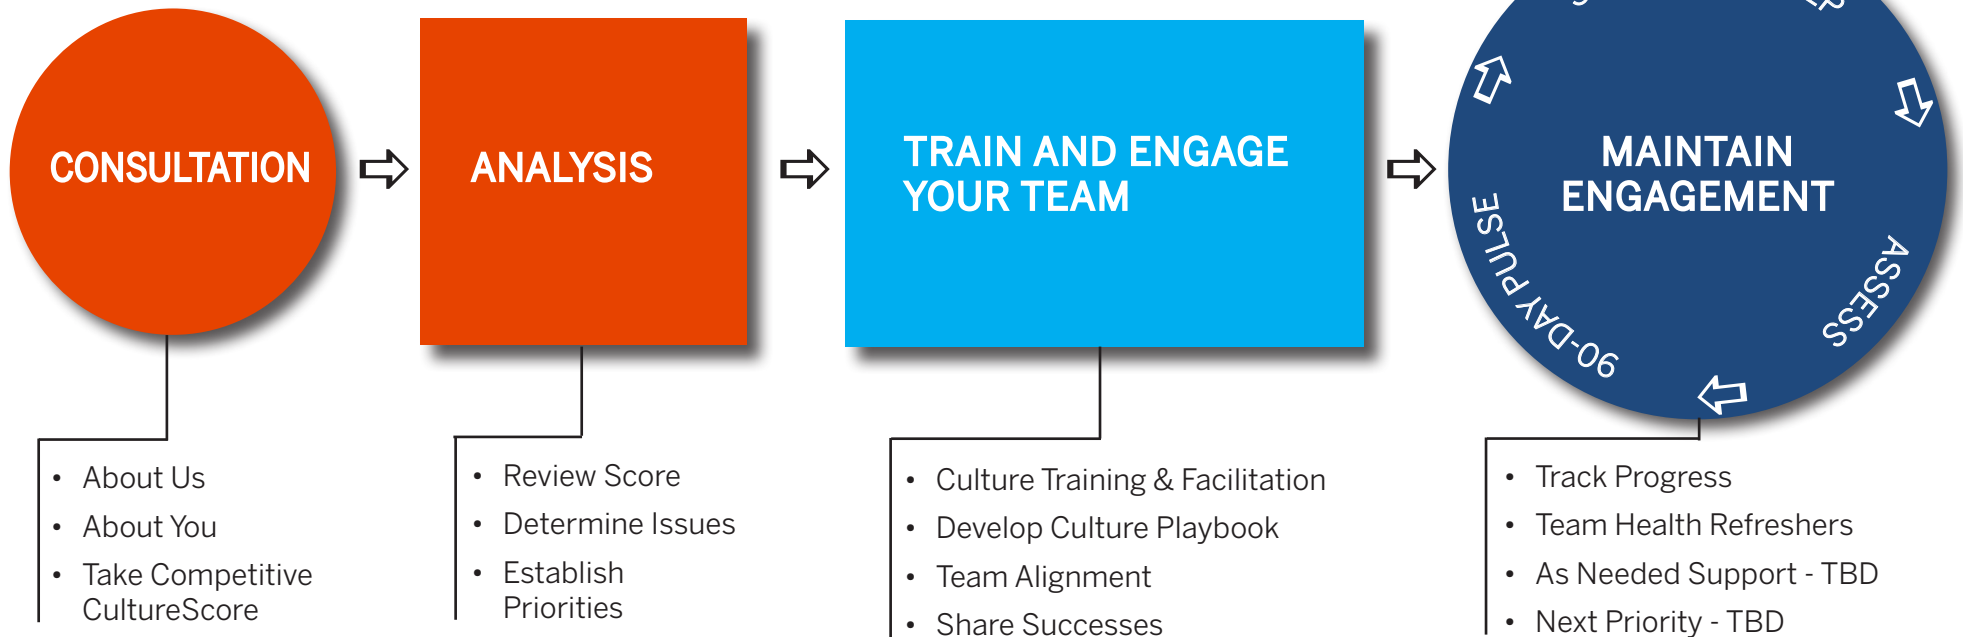 CONSULTATION
ANALYSIS
TRAIN AND ENGAGE
YOUR TEAM
MAINTAIN
ENGAGEMENT
ASSESS
90-DAY PULSE
• About Us
• About You
• Take Competitive
CultureScore
• Review Score
• Determine Issues
• Establish
Priorities
• Culture Training & Facilitation
• Develop Culture Playbook
• Team Alignment
• Share Successes
• Track Progress
• Team Health Refreshers
• As Needed Support - TBD
• Next Priority - TBD